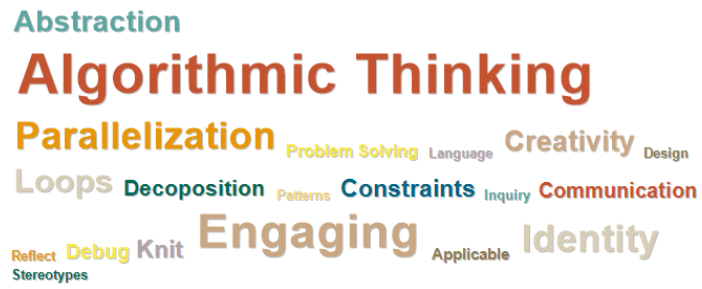 Abstraction
Algorithmic Thinking
Parallelization Problem Solving Language Creativity Design
Loops Decoposition Patterns Constraints Inquiry Communication
Reflect Debug Knit Engaging Applicable Identity
Stereotypes